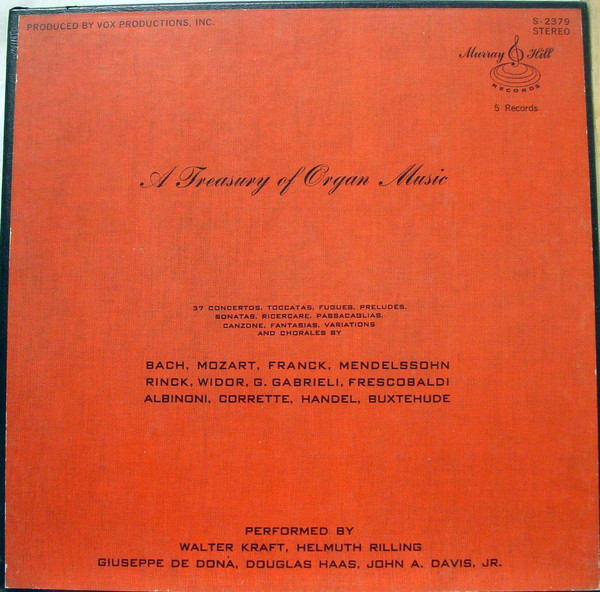 PRODUCED BY VOX PRODUCTIONS, INC.
S-2379
STEREO
Murray Hill
RECORDS
5 Records
A Treasury of Organ Music
37 CONCERTOS, TOCCATAS, FUGUES, PRELUDES,
SONATAS, RICERCARE, PASSACAGLIAS,
CANZONE, FANTASIAS, VARIATIONS
AND CHORALES BY
BACH, MOZART, FRANCK, MENDELSSOHN
RINCK, WIDOR, G. GABRIELI, FRESCOBALDI
ALBINONI, CORRETTE, HANDEL, BUXTEHUDE
PERFORMED BY
WALTER KRAFT, HELMUTH RILLING
GIUSEPPE DE DONÁ, DOUGLAS HAAS, JOHN A. DAVIS, JR.